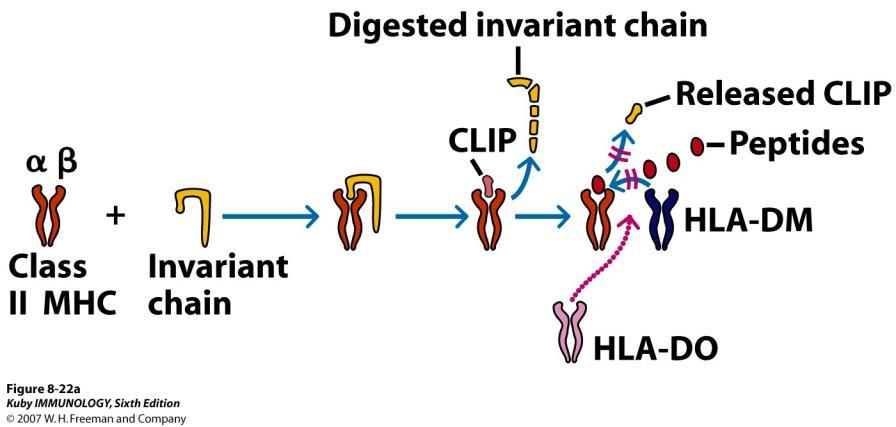 Digested invariant chain
Released CLIP
CLIP
Peptides
α β
+
HLA-DM
Class
II MHC
Invariant
chain
HLA-DO
Figure 8-22a
Kuby IMMUNOLOGY, Sixth Edition
© 2007 W. H. Freeman and Company